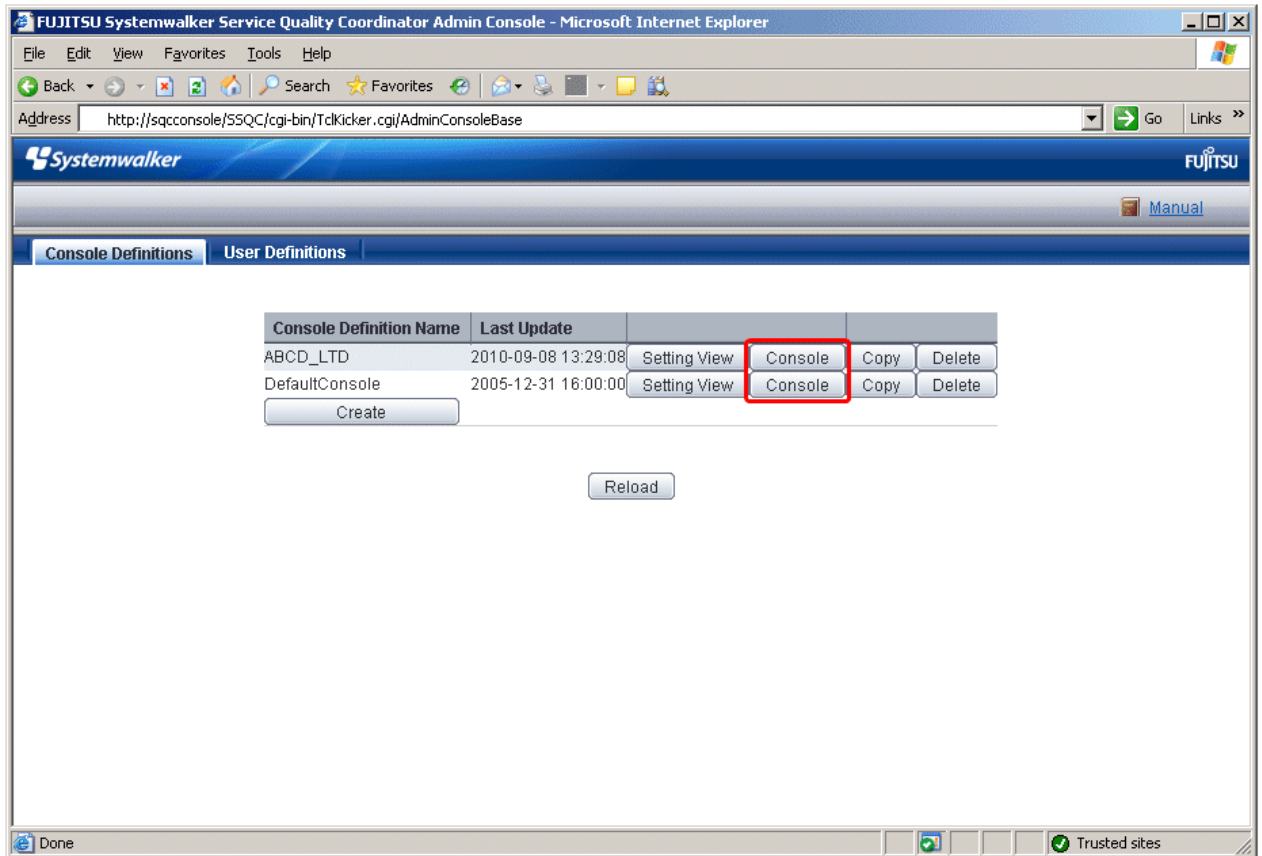 FUJITSU Systemwalker Service Quality Coordinator Admin Console - Microsoft Internet Explorer
File Edit View Favorites Tools Help
Back Search Favorites
Address http://sqcconsole/SSQC/cgi-bin/TclKicker.cgi/AdminConsoleBase Go Links »
Systemwalker FUJITSU
Manual
Console Definitions User Definitions
Console Definition Name Last Update
ABCD_LTD 2010-09-08 13:29:08 Setting View Console Copy Delete
DefaultConsole 2005-12-31 16:00:00 Setting View Console Copy Delete
Create
Reload
Done Trusted sites